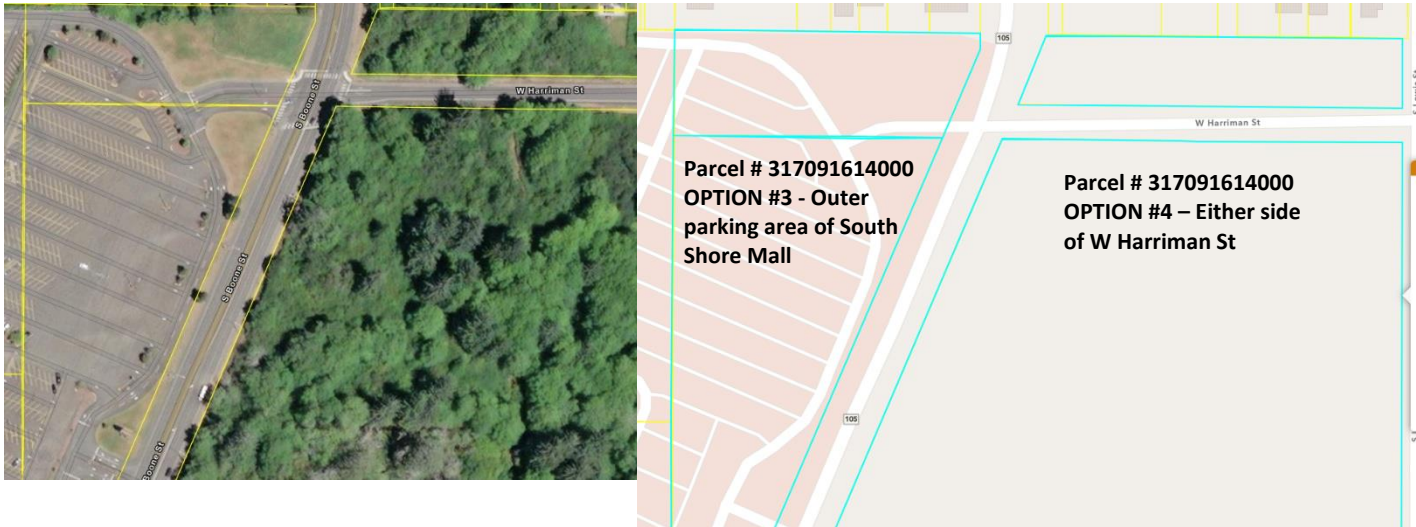 S Boone St
W Harriman St
S Boone St
Boone St
105
W Harriman St
Parcel # 317091614000
OPTION #3 - Outer
parking area of South
Shore Mall
Parcel # 317091614000
OPTION #4 – Either side
of W Harriman St
105